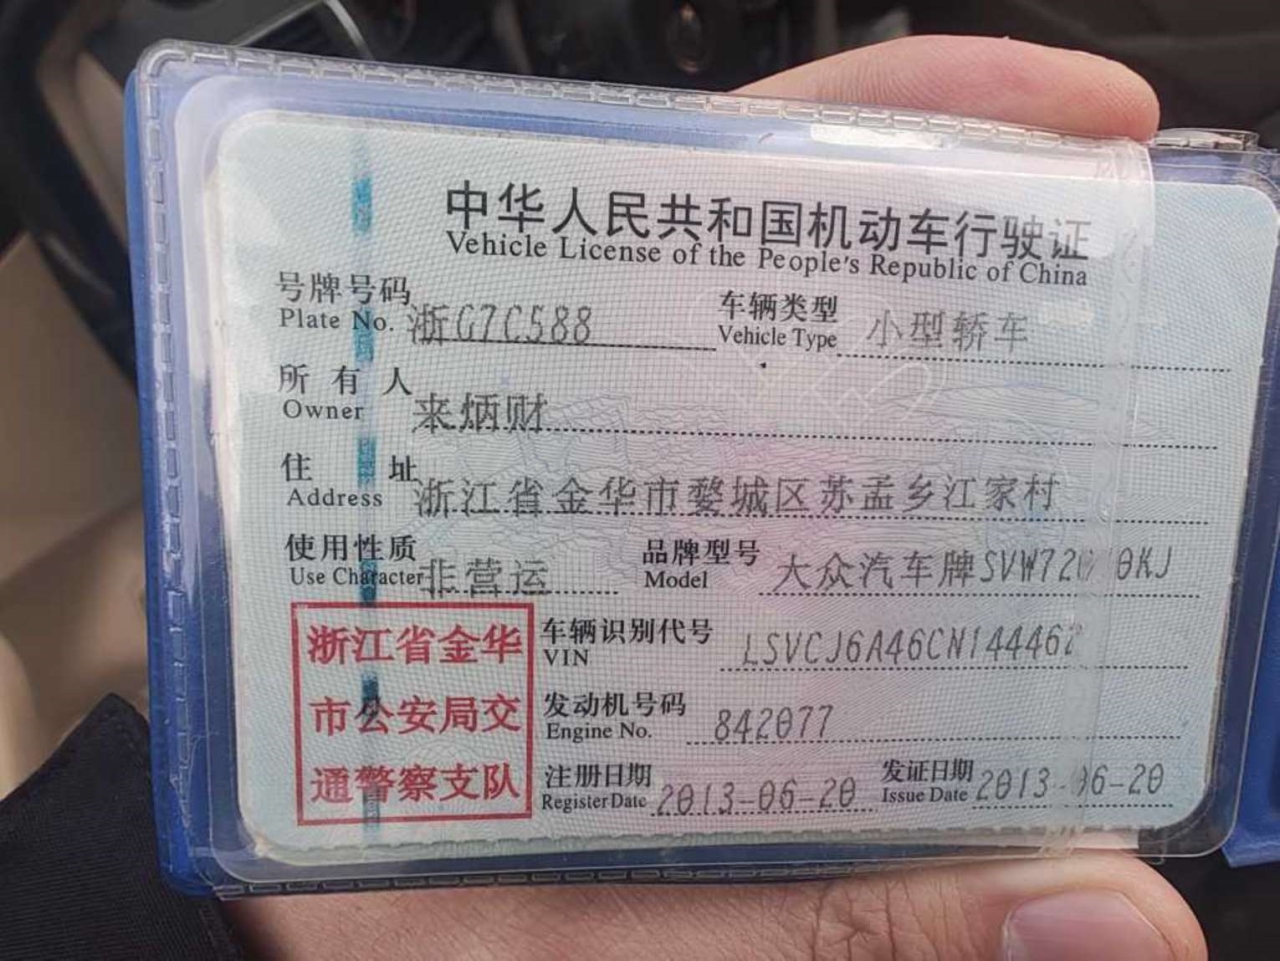 中华人民共和国机动车行驶证
Vehicle License of the People's Republic of China
号牌号码 浙G7C588 车辆类型 小型轿车
Plate No. Vehicle Type
所有人 来炳财
Owner
住址 浙江省金华市婺城区苏孟乡江家村
Address
使用性质 非营运 品牌型号 大众汽车牌
Use Character Model
浙江省金华
市公安局交
通警察支队
车辆识别代号 LSVCJ6A46CN144462
VIN
发动机号码 842077
Engine No.
注册日期 2013-06-20 发证日期 2013-06-20
Register Date Issue Date